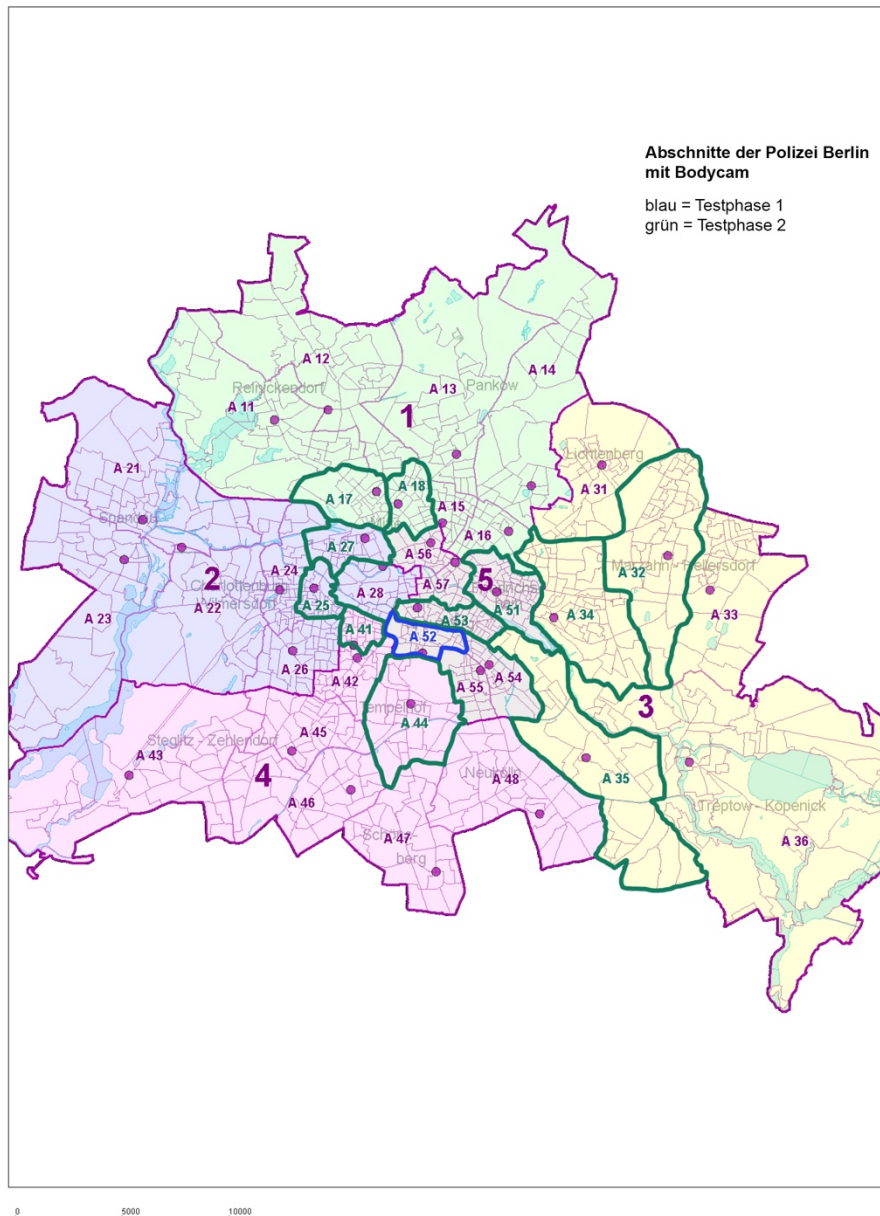 Abschnitte der Polizei Berlin
mit Bodycam
blau = Testphase 1
grün = Testphase 2
A 12
A 14
A 13
Pankow
Reinickendorf
A 11
1
Lichtenberg
A 21
A 31
A 18
A 17
A 15
Spandau
A 16
A 27
A 56
Marzahn - Hellersdorf
A 24
5
A 32
2
Charlottenburg
A 57
A 33
Wilmersdorf
A 28
A 25
A 51
A 22
A 34
A 23
A 53
A 41
A 52
A 26
A 42
A 54
A 55
3
Tempelhof
A 44
A 45
Steglitz - Zehlendorf
A 43
4
Neukölln
A 48
A 35
A 46
Treptow - Köpenick
Schöne
A 47
A 36
berg
0 5000 10000